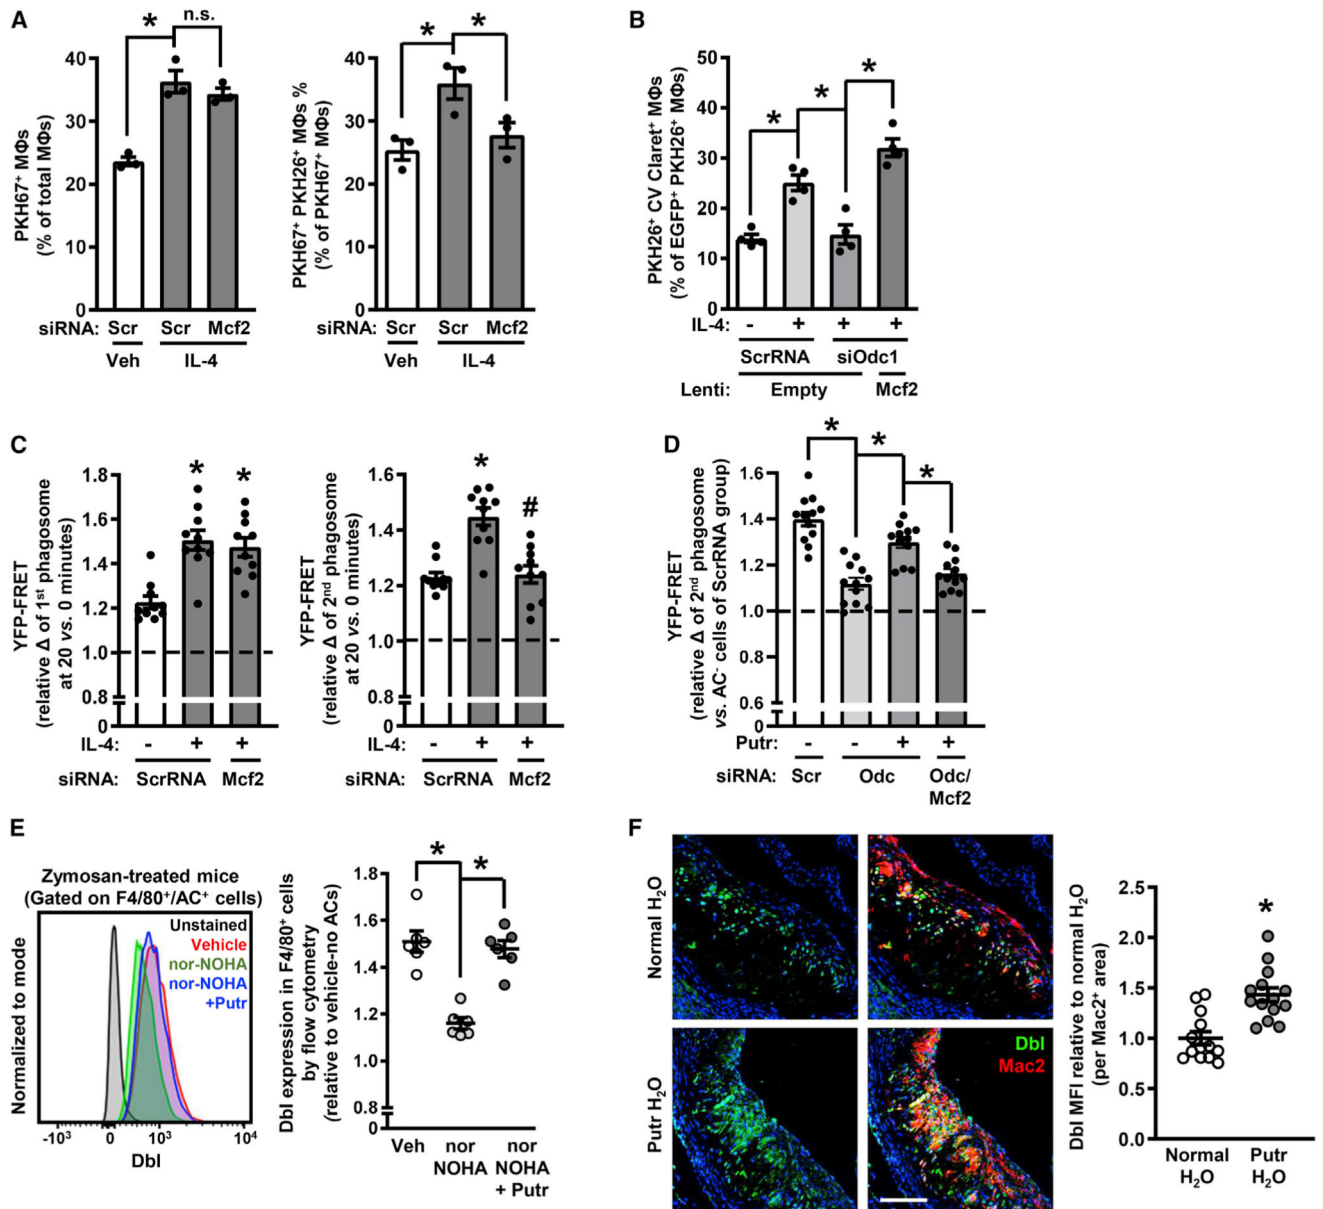 A
PKH67⁺ MΦs
(% of total MΦs)
40
30
20
10
0
*
n.s.
siRNA: Scr Scr Mcf2
Veh IL-4
PKH67⁺ PKH26⁺ MΦs %
(% of PKH67⁺ MΦs)
40
30
20
10
0
* *
siRNA: Scr Scr Mcf2
Veh IL-4
B
PKH26⁺ CV Claret⁺ MΦs
(% of EGFP⁺ PKH26⁺ MΦs)
50
40
30
20
10
0
* * *
IL-4: - + + +
ScrRNA siOdc1
Lenti: Empty Mcf2
C
YFP-FRET
(relative Δ of 1st phagosome
at 20 vs. 0 minutes)
1.8
1.6
1.4
1.2
1.0
0.8
0
* *
IL-4: - + +
siRNA: ScrRNA Mcf2
YFP-FRET
(relative Δ of 2nd phagosome
at 20 vs. 0 minutes)
1.6
1.4
1.2
1.0
0.8
0
* #
IL-4: - + +
siRNA: ScrRNA Mcf2
D
YFP-FRET
(relative Δ of 2nd phagosome
vs. AC⁻ cells of ScrRNA group)
1.6
1.4
1.2
1.0
0.8
0.6
0
* * *
Putr: - - + +
siRNA: Scr Odc Odc/
Mcf2
E
Zymosan-treated mice
(Gated on F4/80⁺/AC⁺ cells)
Normalized to mode
Unstained
Vehicle
nor-NOHA
nor-NOHA
+Putr
-10³ 0 10³ 10⁴
Dbl
Dbl expression in F4/80⁺ cells
by flow cytometry
(relative to vehicle-no ACs)
1.8
1.6
1.4
1.2
1.0
0.8
0
* *
Veh nor nor
NOHA NOHA
+ Putr
F
Normal H₂O
Putr H₂O
Dbl
Mac2
Dbl MFI relative to normal H₂O
(per Mac2⁺ area)
2.5
2.0
1.5
1.0
0.5
0.0
*
Normal Putr
H₂O H₂O